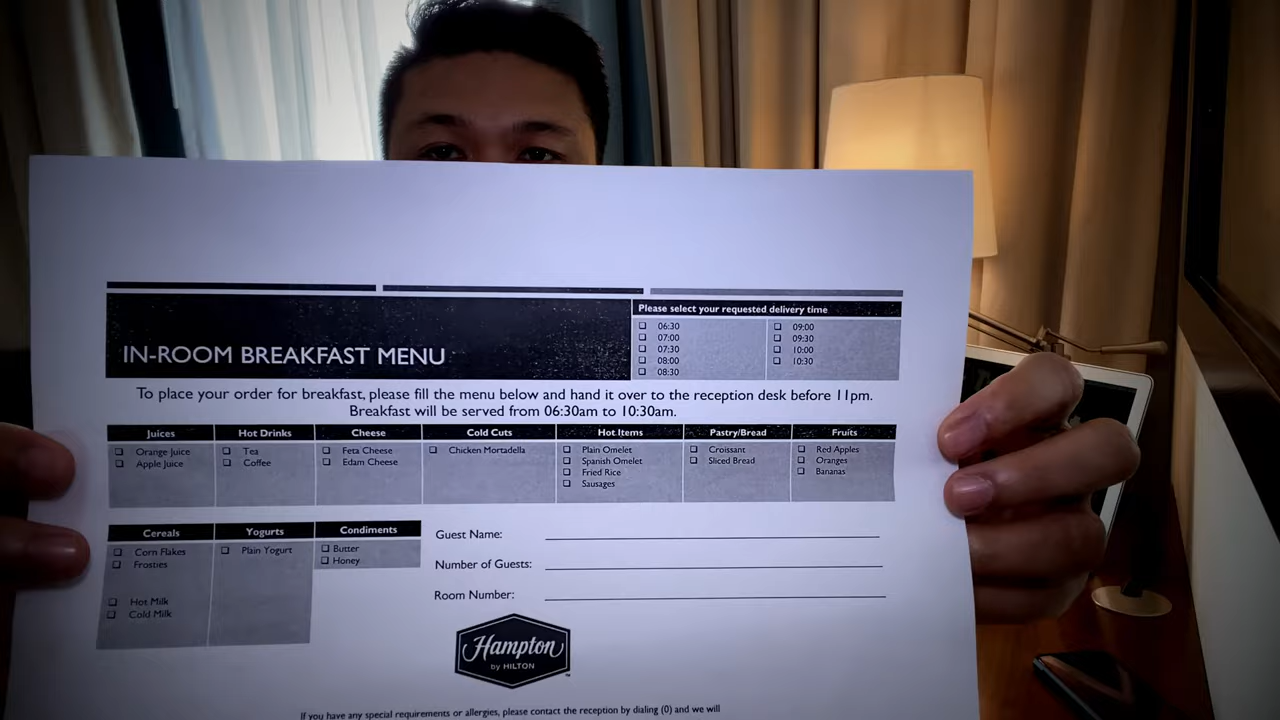 Please select your requested delivery time
❑ 06:30 ❑ 09:00
❑ 07:00 ❑ 09:30
❑ 07:30 ❑ 10:00
❑ 08:00 ❑ 10:30
❑ 08:30
IN-ROOM BREAKFAST MENU
To place your order for breakfast, please fill the menu below and hand it over to the reception desk before 11pm.
Breakfast will be served from 06:30am to 10:30am.
Juices
❑ Orange Juice
❑ Apple Juice
Hot Drinks
❑ Tea
❑ Coffee
Cheese
❑ Feta Cheese
❑ Edam Cheese
Cold Cuts
❑ Chicken Mortadella
Hot Items
❑ Plain Omelet
❑ Spanish Omelet
❑ Fried Rice
❑ Sausages
Pastry/Bread
❑ Croissant
❑ Sliced Bread
Fruits
❑ Red Apples
❑ Oranges
❑ Bananas
Cereals
❑ Corn Flakes
❑ Frosties
❑ Hot Milk
❑ Cold Milk
Yogurts
❑ Plain Yogurt
Condiments
❑ Butter
❑ Honey
Guest Name:
Number of Guests:
Room Number:
Hampton
by HILTON
™
If you have any special requirements or allergies, please contact the reception by dialing (0) and we will